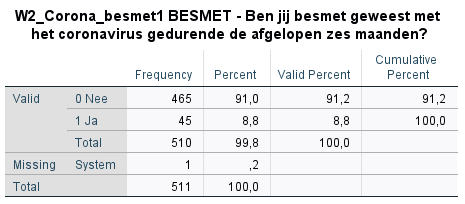 W2_Corona_besmet1 BESMET - Ben jij besmet geweest met
het coronavirus gedurende de afgelopen zes maanden?
Frequency Percent Valid Percent Cumulative Percent
Valid 0 Nee 465 91,0 91,2 91,2
1 Ja 45 8,8 8,8 100,0
Total 510 99,8 100,0
Missing System 1 ,2
Total 511 100,0